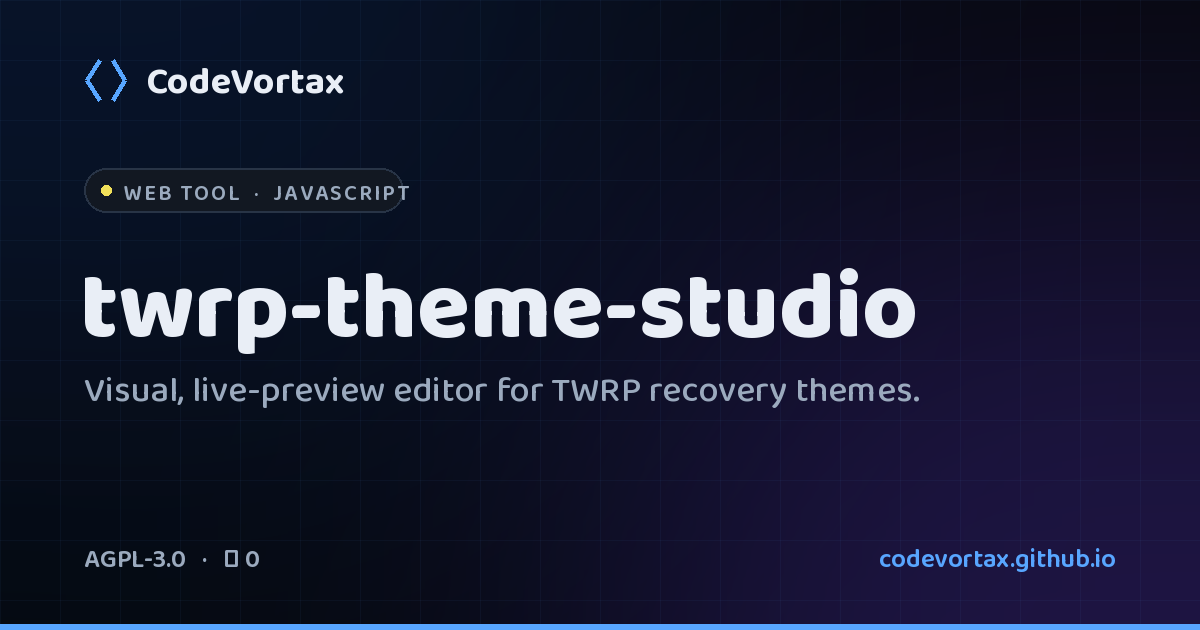 CodeVortax
WEB TOOL · JAVASCRIPT
twrp-theme-studio
Visual, live-preview editor for TWRP recovery themes.
AGPL-3.0 · ▯ 0
codevortax.github.io